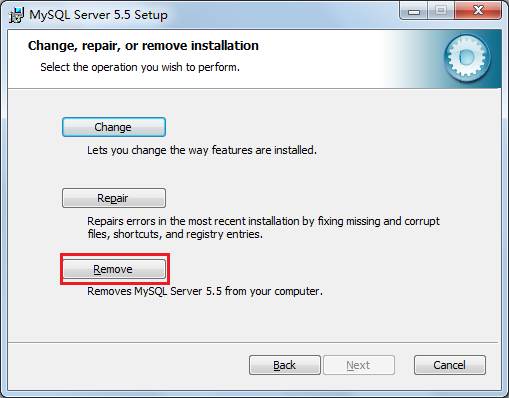 MySQL Server 5.5 Setup
Change, repair, or remove installation
Select the operation you wish to perform.
Change
Lets you change the way features are installed.
Repair
Repairs errors in the most recent installation by fixing missing and corrupt
files, shortcuts, and registry entries.
Remove
Removes MySQL Server 5.5 from your computer.
Back
Next
Cancel